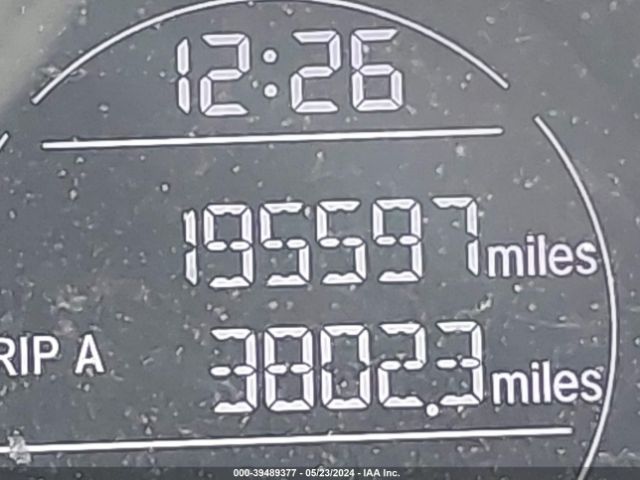 12:26
195597 miles
RIP A 3802.3 miles
000-39489377 - 05/23/2024 - IAA Inc.